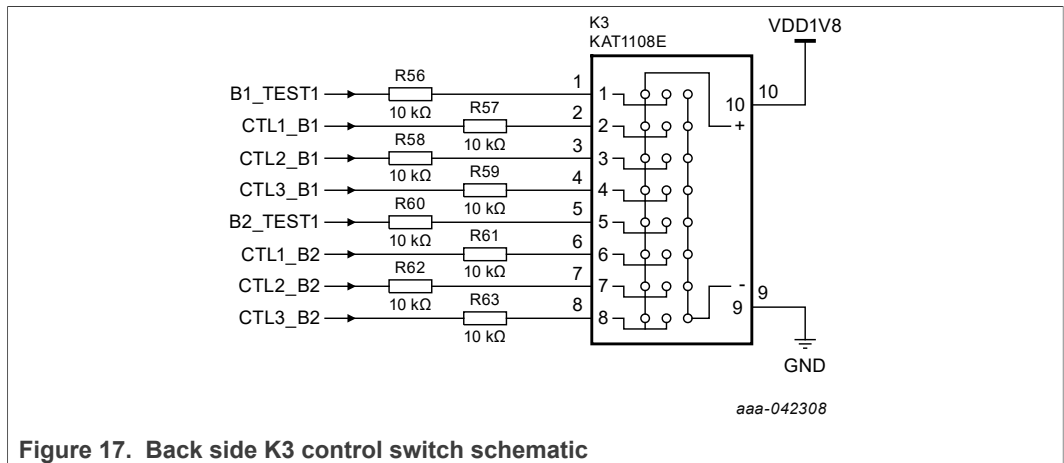 K3
KAT1108E
VDD1V8
B1_TEST1 R56 10 kΩ 1 1
10 10
CTL1_B1 R57 10 kΩ 2 2 +
CTL2_B1 R58 10 kΩ 3 3
CTL3_B1 R59 10 kΩ 4 4
B2_TEST1 R60 10 kΩ 5 5
CTL1_B2 R61 10 kΩ 6 6
CTL2_B2 R62 10 kΩ 7 7 -
9 9
CTL3_B2 R63 10 kΩ 8 8
GND
aaa-042308
Figure 17. Back side K3 control switch schematic